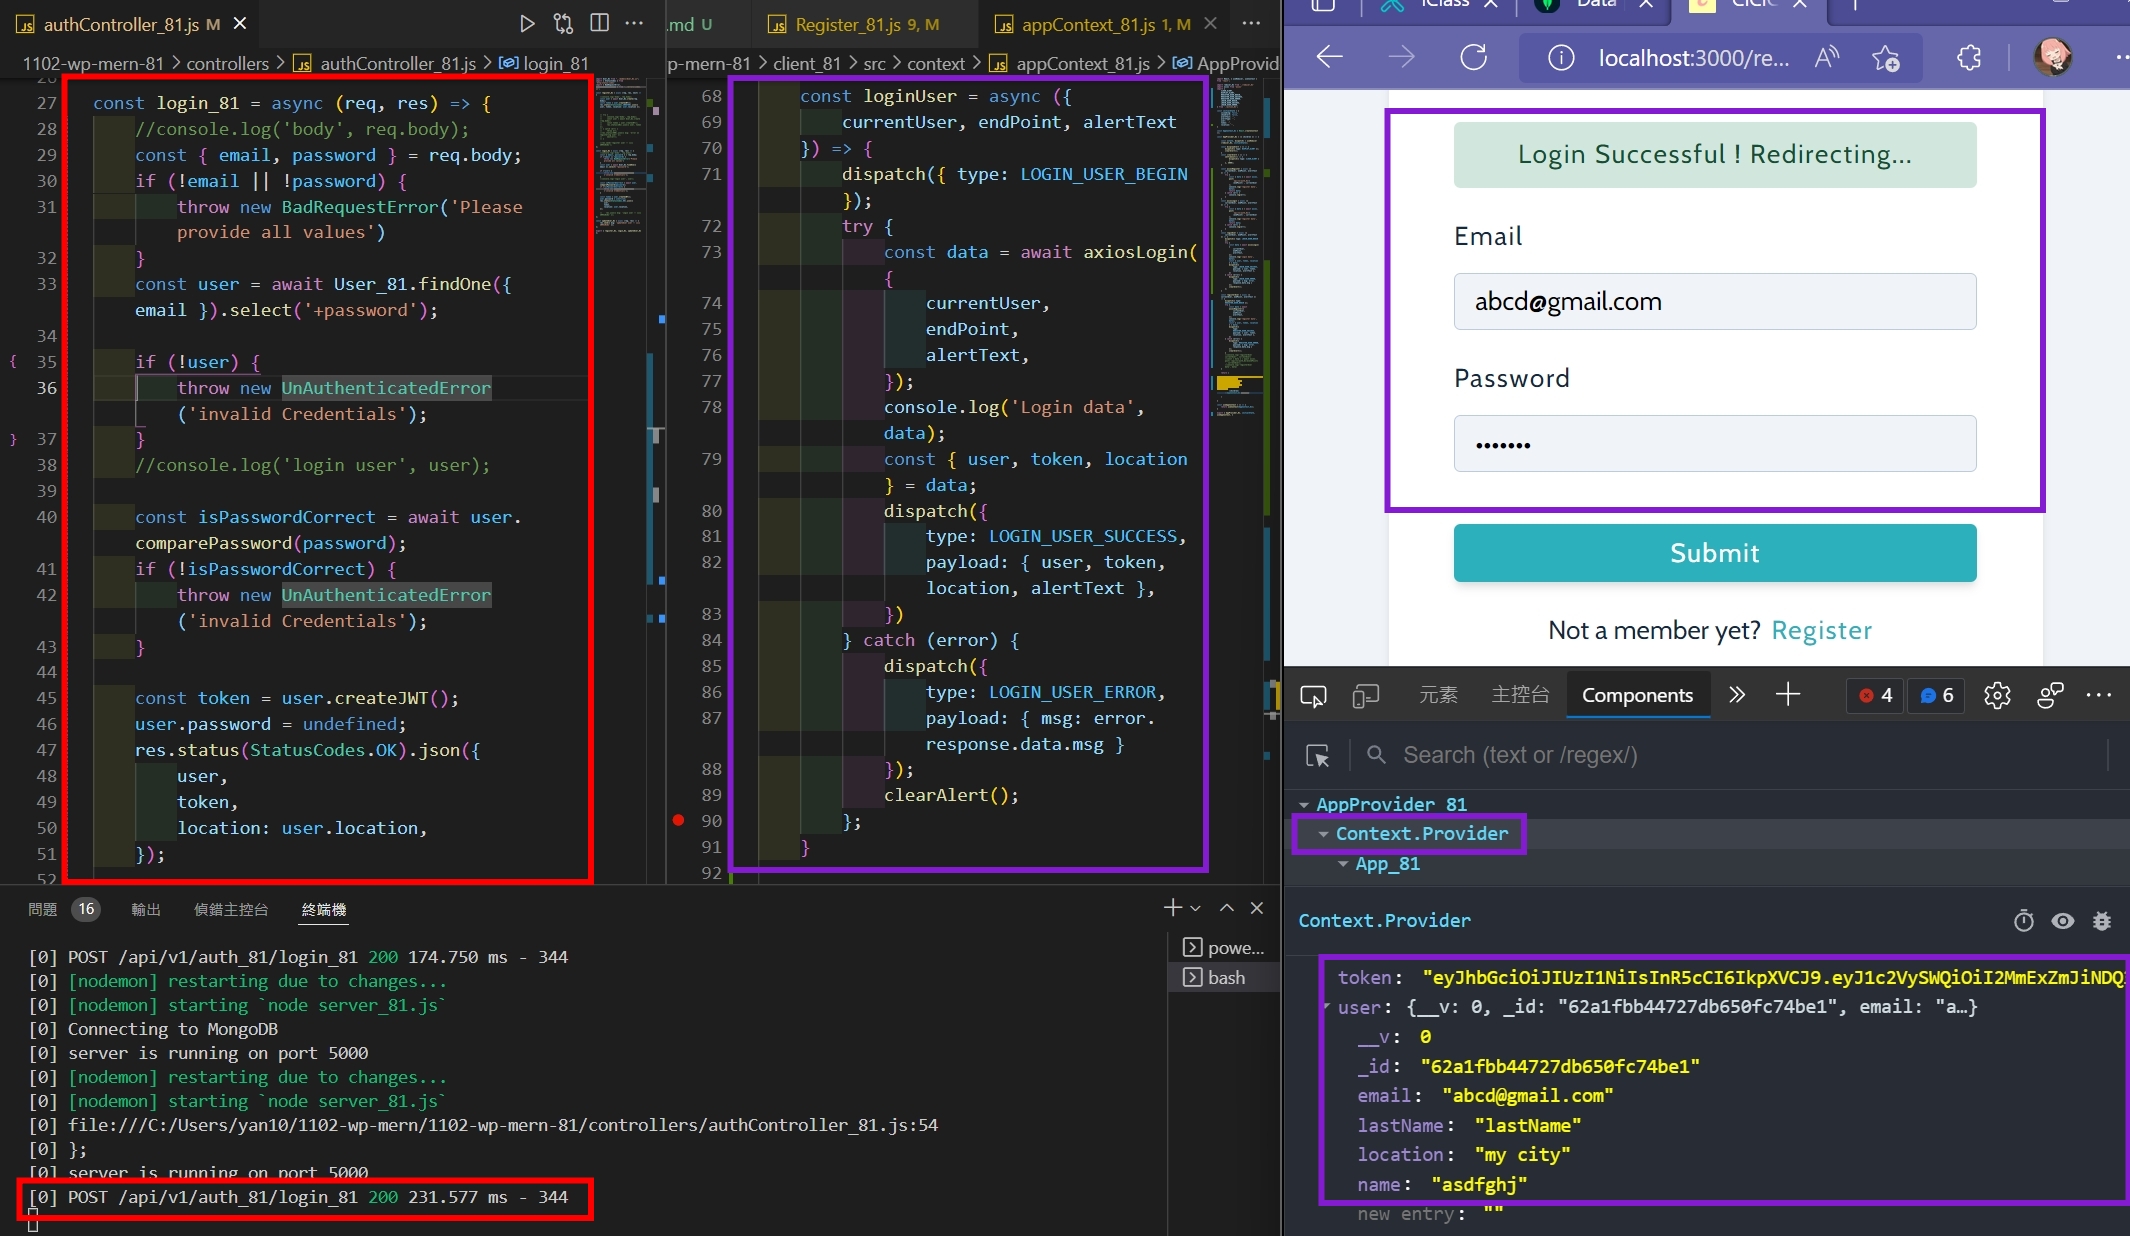 authController_81.js M
1102-wp-mern-81 > controllers > authController_81.js > login_81
27 const login_81 = async (req, res) => {
28 //console.log('body', req.body);
29 const { email, password } = req.body;
30 if (!email || !password) {
31 throw new BadRequestError('Please
provide all values')
32 }
33 const user = await User_81.findOne({
email }).select('+password');
34
35 if (!user) {
36 throw new UnAuthenticatedError
('invalid Credentials');
37 }
38 //console.log('login user', user);
39
40 const isPasswordCorrect = await user.
comparePassword(password);
41 if (!isPasswordCorrect) {
42 throw new UnAuthenticatedError
('invalid Credentials');
43 }
44
45 const token = user.createJWT();
46 user.password = undefined;
47 res.status(StatusCodes.OK).json({
48 user,
49 token,
50 location: user.location,
51 });
52
.md U
Register_81.js 9, M
appContext_81.js 1, M
p-mern-81 > client_81 > src > context > appContext_81.js > AppProvid
68 const loginUser = async ({
69 currentUser, endPoint, alertText
70 }) => {
71 dispatch({ type: LOGIN_USER_BEGIN
});
72 try {
73 const data = await axiosLogin(
{
74 currentUser,
75 endPoint,
76 alertText,
77 });
78 console.log('Login data',
data);
79 const { user, token, location
} = data;
80 dispatch({
81 type: LOGIN_USER_SUCCESS,
82 payload: { user, token,
location, alertText },
83 })
84 } catch (error) {
85 dispatch({
86 type: LOGIN_USER_ERROR,
87 payload: { msg: error.
response.data.msg }
88 });
89 clearAlert();
90 };
91 }
92
問題 16 輸出 偵錯主控台 終端機
[0] POST /api/v1/auth_81/login_81 200 174.750 ms - 344
[0] [nodemon] restarting due to changes...
[0] [nodemon] starting `node server_81.js`
[0] Connecting to MongoDB
[0] server is running on port 5000
[0] [nodemon] restarting due to changes...
[0] [nodemon] starting `node server_81.js`
[0] file:///C:/Users/yan10/1102-wp-mern/1102-wp-mern-81/controllers/authController_81.js:54
[0] };
[0] server is running on port 5000
[0] POST /api/v1/auth_81/login_81 200 231.577 ms - 344
powe...
bash
iClass
Data
localhost:3000/re...
Login Successful ! Redirecting...
Email
abcd@gmail.com
Password
•••••••
Submit
Not a member yet? Register
元素 主控台 Components 4 6
Search (text or /regex/)
AppProvider 81
Context.Provider
App_81
Context.Provider
token: "eyJhbGciOiJIUzI1NiIsInR5cCI6IkpXVCJ9.eyJ1c2VySWQiOiI2MmExZmJiNDQ
user: {__v: 0, _id: "62a1fbb44727db650fc74be1", email: "a…}
__v: 0
_id: "62a1fbb44727db650fc74be1"
email: "abcd@gmail.com"
lastName: "lastName"
location: "my city"
name: "asdfghj"
new entry: ""